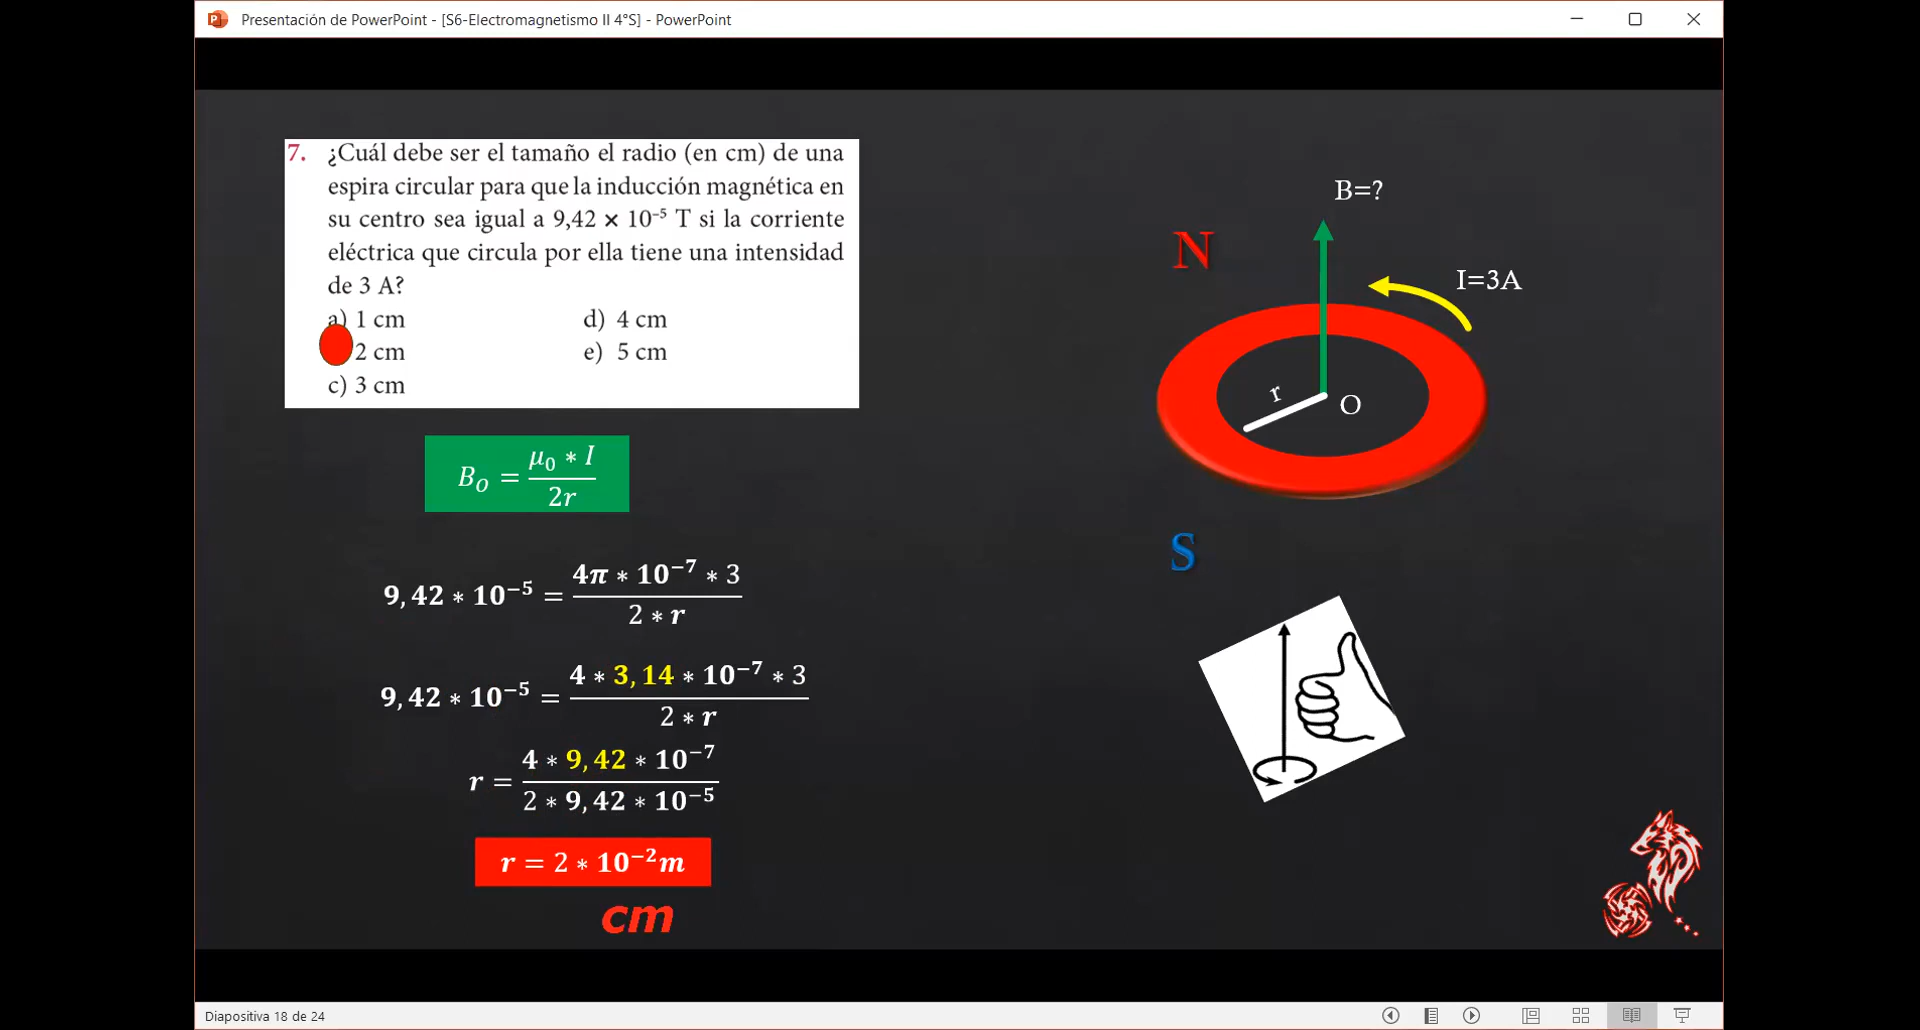 Presentación de PowerPoint - [S6-Electromagnetismo II 4°S] - PowerPoint
7. ¿Cuál debe ser el tamaño el radio (en cm) de una
espira circular para que la inducción magnética en
su centro sea igual a 9,42 × 10⁻⁵ T si la corriente
eléctrica que circula por ella tiene una intensidad
de 3 A?
a) 1 cm
d) 4 cm
2 cm
e) 5 cm
c) 3 cm
B=?
N
I=3A
r
O
S
B_O = (μ₀ * I)/(2r)
9,42 * 10⁻⁵ = (4π * 10⁻⁷ * 3)/(2 * r)
9,42 * 10⁻⁵ = (4 * 3,14 * 10⁻⁷ * 3)/(2 * r)
r = (4 * 9,42 * 10⁻⁷)/(2 * 9,42 * 10⁻⁵)
r = 2 * 10⁻² m
cm
Diapositiva 18 de 24